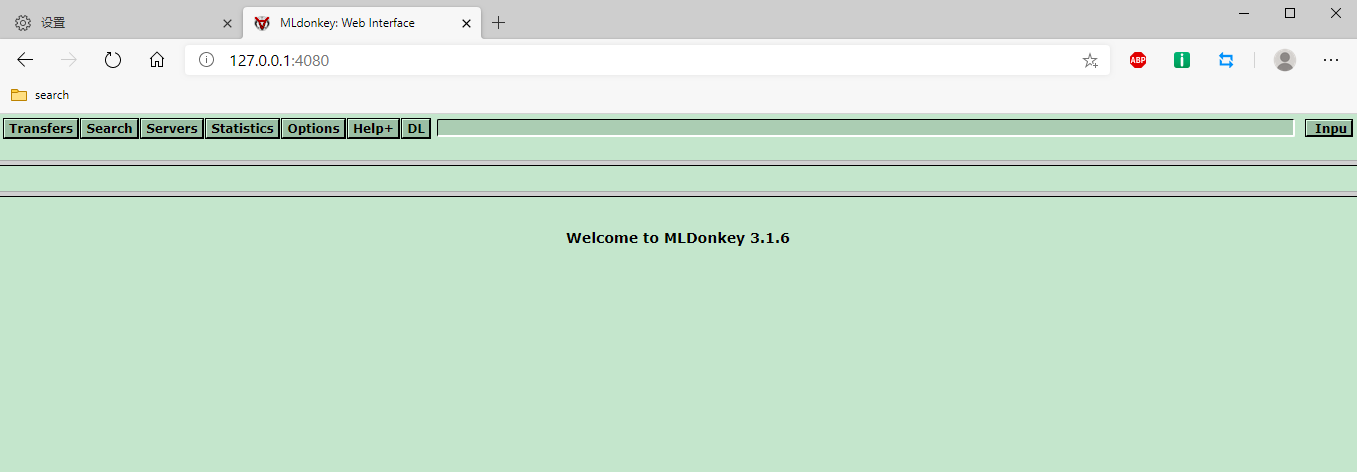 设置
MLdonkey: Web Interface
127.0.0.1:4080
ABP
search
Transfers Search Servers Statistics Options Help+ DL Inpu
Welcome to MLDonkey 3.1.6